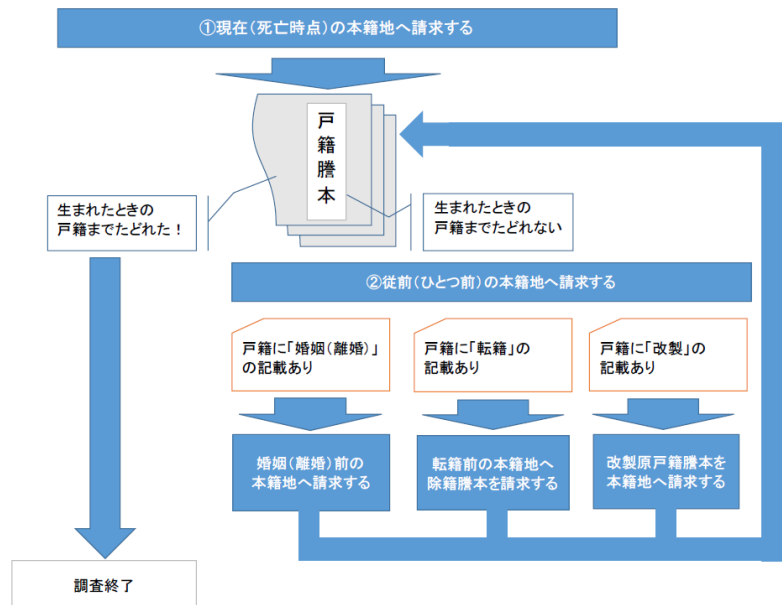 ①現在(死亡時点)の本籍地へ請求する
戸籍謄本
生まれたときの
戸籍までたどれた！
生まれたときの
戸籍までたどれない
②従前(ひとつ前)の本籍地へ請求する
戸籍に「婚姻(離婚)」
の記載あり
戸籍に「転籍」の
記載あり
戸籍に「改製」の
記載あり
婚姻(離婚)前の
本籍地へ請求する
転籍前の本籍地へ
除籍謄本を請求する
改製原戸籍謄本を
本籍地へ請求する
調査終了